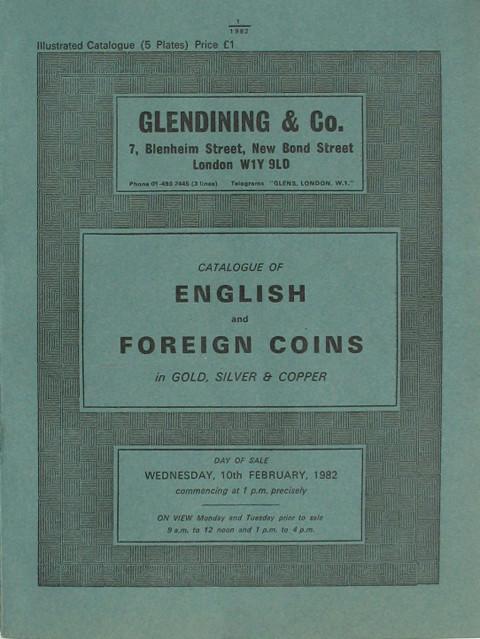 1
1982
Illustrated Catalogue (5 Plates) Price £1
GLENDINING & Co.
7, Blenheim Street, New Bond Street
London W1Y 9LD
Phone 01-493 2445 (3 lines) Telegrams "GLENS, LONDON, W.1."
CATALOGUE OF
ENGLISH
and
FOREIGN COINS
in GOLD, SILVER & COPPER
DAY OF SALE
WEDNESDAY, 10th FEBRUARY, 1982
commencing at 1 p.m. precisely
ON VIEW Monday and Tuesday prior to sale
9 a.m. to 12 noon and 1 p.m. to 4 p.m.